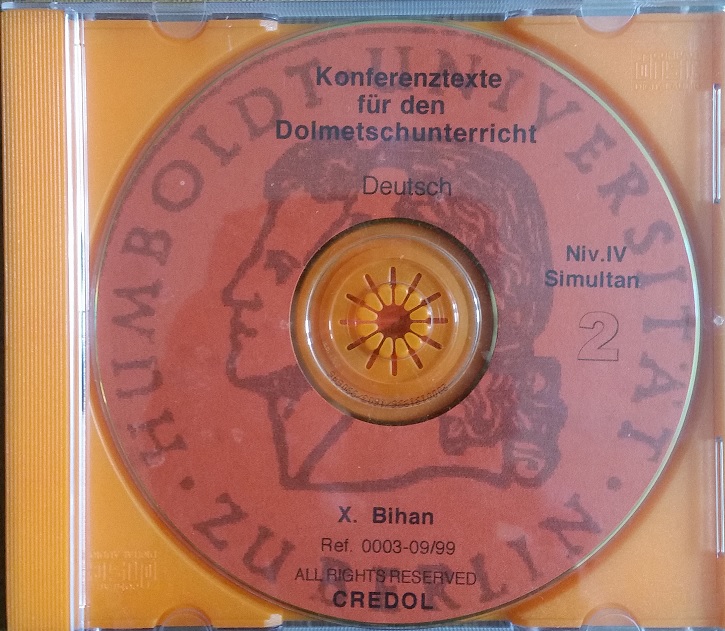 Konferenztexte
für den
Dolmetschunterricht
Deutsch
Niv.IV
Simultan
2
HUMBOLDT UNIVERSITÄT
· ZU BERLIN ·
X. Bihan
Ref. 0003-09/99
ALL RIGHTS RESERVED
CREDOL